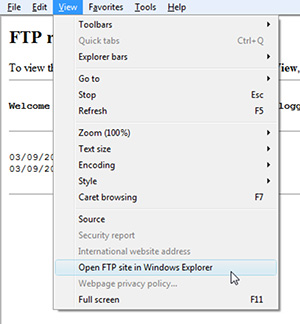 File Edit View Favorites Tools Help
FTP r
To view th View,
Welcome logg
03/09/20
03/09/20
Toolbars
Quick tabs Ctrl+Q
Explorer bars
Go to
Stop Esc
Refresh F5
Zoom (100%)
Text size
Encoding
Style
Caret browsing F7
Source
Security report
International website address
Open FTP site in Windows Explorer
Webpage privacy policy...
Full screen F11